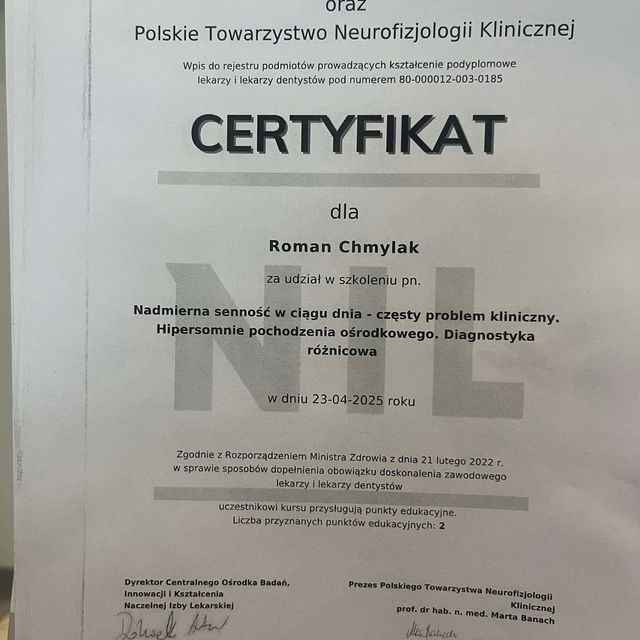 oraz
Polskie Towarzystwo Neurofizjologii Klinicznej
Wpis do rejestru podmiotów prowadzących kształcenie podyplomowe
lekarzy i lekarzy dentystów pod numerem 80-000012-003-0185
CERTYFIKAT
dla
Roman Chmylak
za udział w szkoleniu pn.
NIL
Nadmierna senność w ciągu dnia - częsty problem kliniczny.
Hipersomnie pochodzenia ośrodkowego. Diagnostyka
różnicowa
w dniu 23-04-2025 roku
Zgodnie z Rozporządzeniem Ministra Zdrowia z dnia 21 lutego 2022 r.
w sprawie sposobów dopełnienia obowiązku doskonalenia zawodowego
lekarzy i lekarzy dentystów
uczestnikowi kursu przysługują punkty edukacyjne.
Liczba przyznanych punktów edukacyjnych: 2
Dyrektor Centralnego Ośrodka Badań,
Innowacji i Kształcenia
Naczelnej Izby Lekarskiej
Prezes Polskiego Towarzystwa Neurofizjologii
Klinicznej
prof. dr hab. n. med. Marta Banach